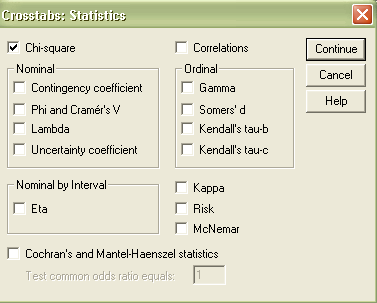 Crosstabs: Statistics
Chi-square
Correlations
Continue
Nominal
Ordinal
Cancel
Contingency coefficient
Gamma
Help
Phi and Cramér's V
Somers' d
Lambda
Kendall's tau-b
Uncertainty coefficient
Kendall's tau-c
Nominal by Interval
Kappa
Eta
Risk
McNemar
Cochran's and Mantel-Haenszel statistics
Test common odds ratio equals: 1